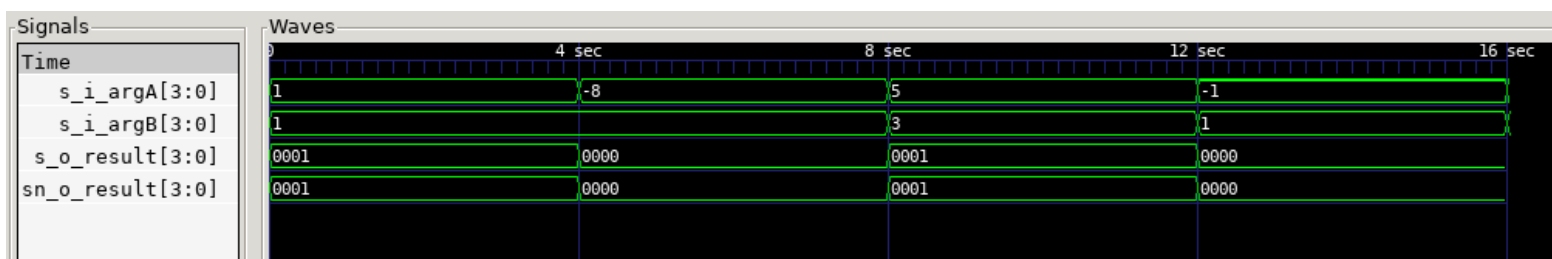 Signals Waves
Time 0 4 sec 8 sec 12 sec 16 sec
s_i_argA[3:0] 1 -8 5 -1
s_i_argB[3:0] 1 3 1
s_o_result[3:0] 0001 0000 0001 0000
sn_o_result[3:0] 0001 0000 0001 0000